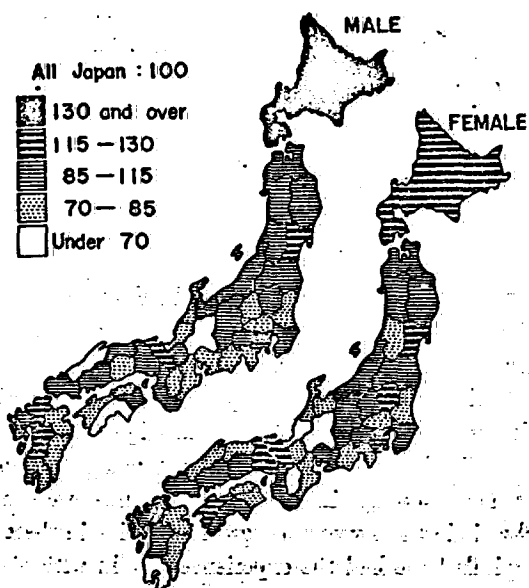 MALE
All Japan : 100
130 and over
115 – 130
85 – 115
70 – 85
Under 70
FEMALE